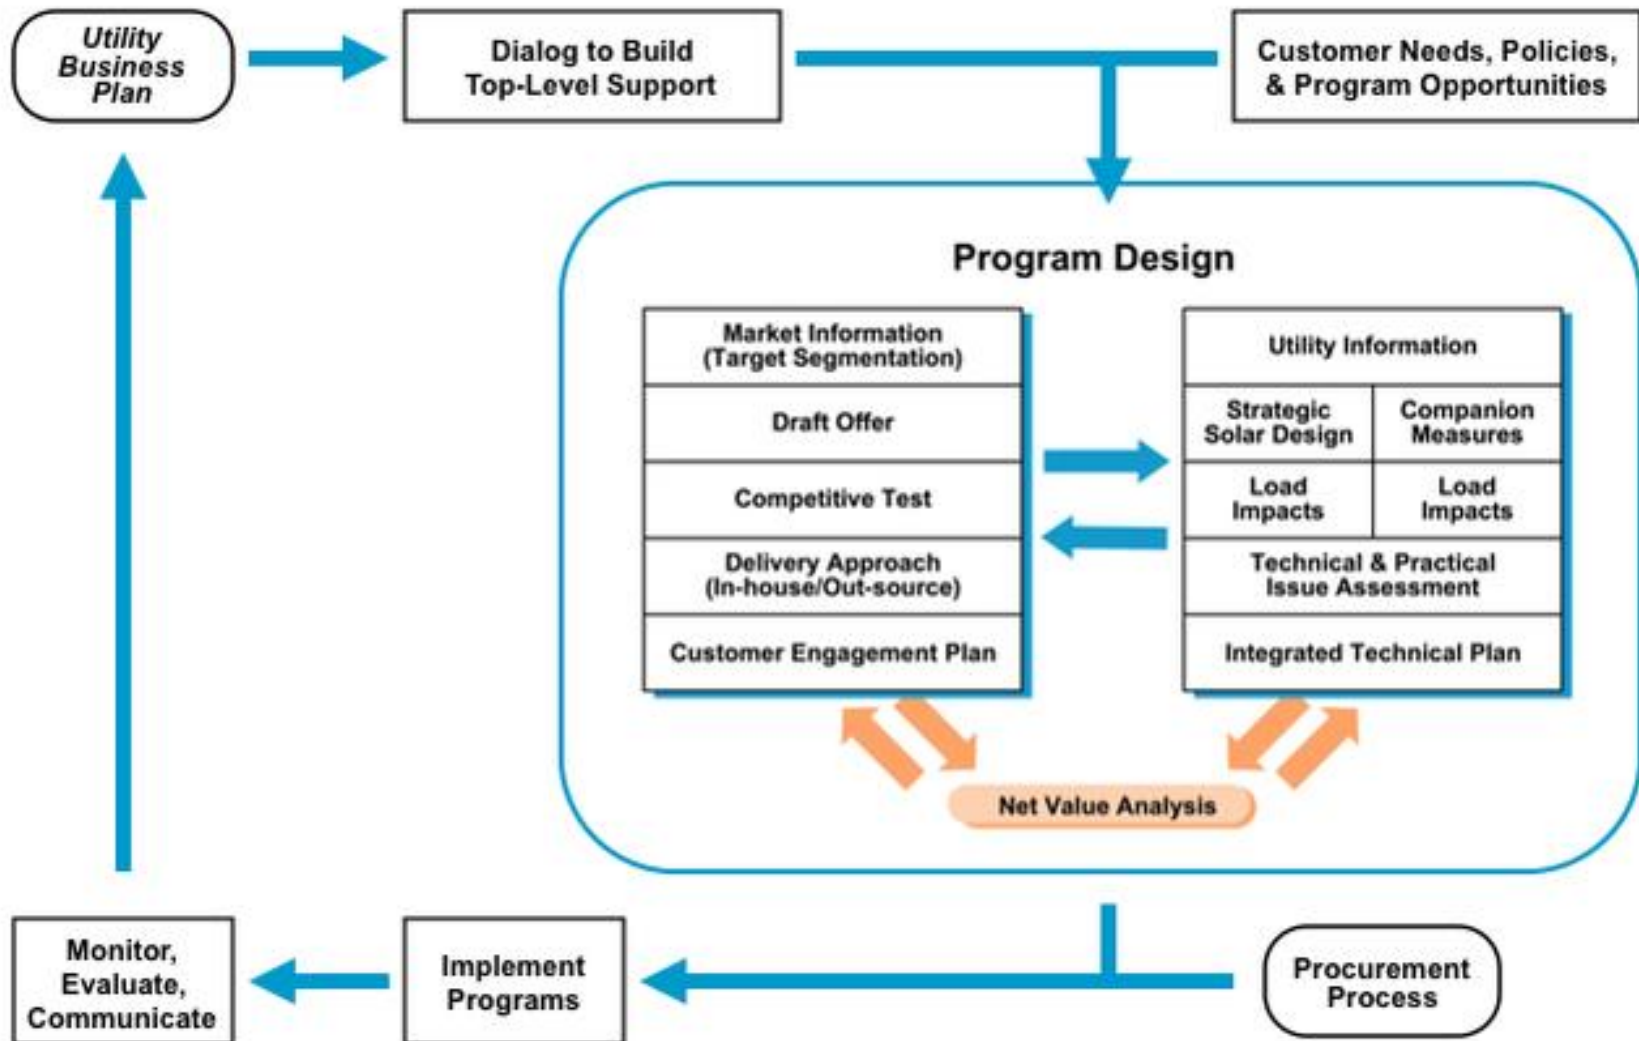 Utility
Business
Plan
Dialog to Build
Top-Level Support
Customer Needs, Policies,
& Program Opportunities
Program Design
Market Information
(Target Segmentation)
Draft Offer
Competitive Test
Delivery Approach
(In-house/Out-source)
Customer Engagement Plan
Utility Information
Strategic
Solar Design
Companion
Measures
Load
Impacts
Load
Impacts
Technical & Practical
Issue Assessment
Integrated Technical Plan
Net Value Analysis
Monitor,
Evaluate,
Communicate
Implement
Programs
Procurement
Process